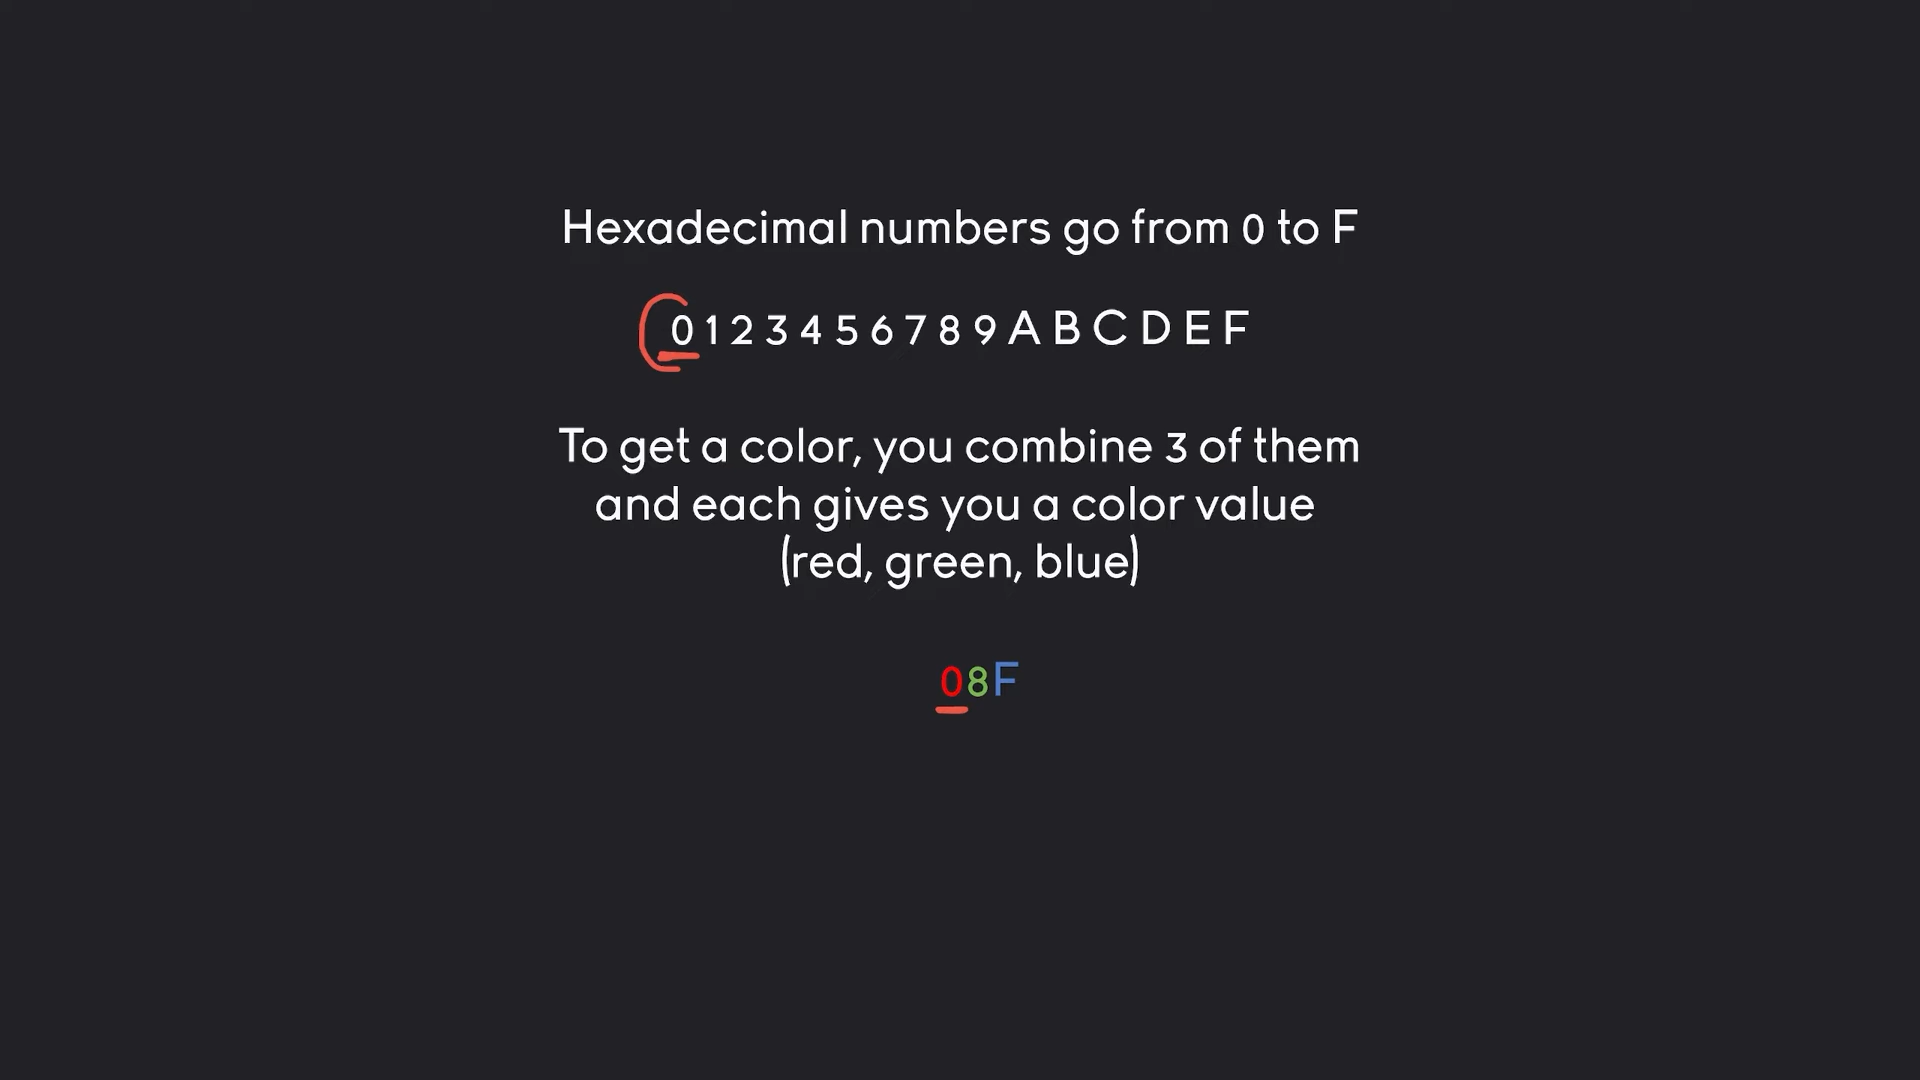 Hexadecimal numbers go from 0 to F
0 1 2 3 4 5 6 7 8 9 A B C D E F
To get a color, you combine 3 of them
and each gives you a color value
(red, green, blue)
08F